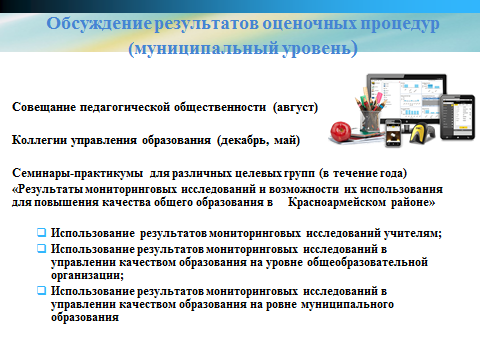 Обсуждение результатов оценочных процедур
(муниципальный уровень)
Совещание педагогической общественности (август)
Коллегии управления образования (декабрь, май)
Семинары-практикумы для различных целевых групп (в течение года)
«Результаты мониторинговых исследований и возможности их использования
для повышения качества общего образования в Красноармейском районе»
Использование результатов мониторинговых исследований учителям;
Использование результатов мониторинговых исследований в
управлении качеством образования на уровне общеобразовательной
организации;
Использование результатов мониторинговых исследований в
управлении качеством образования на ровне муниципального
образования